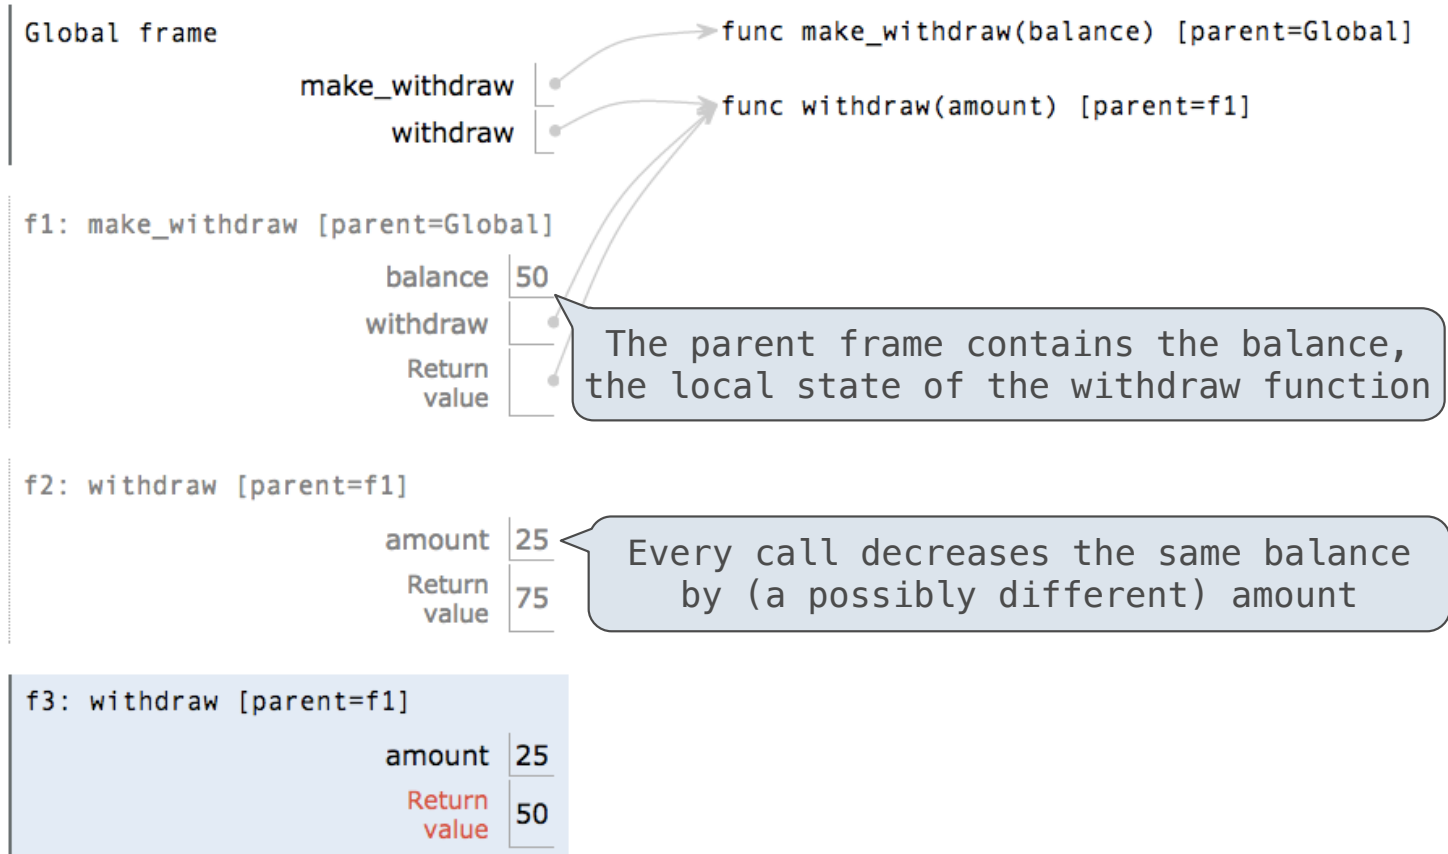 Global frame
make_withdraw
withdraw
func make_withdraw(balance) [parent=Global]
func withdraw(amount) [parent=f1]
f1: make_withdraw [parent=Global]
balance 50
withdraw
Return
value
The parent frame contains the balance,
the local state of the withdraw function
f2: withdraw [parent=f1]
amount 25
Return
value 75
Every call decreases the same balance
by (a possibly different) amount
f3: withdraw [parent=f1]
amount 25
Return
value 50